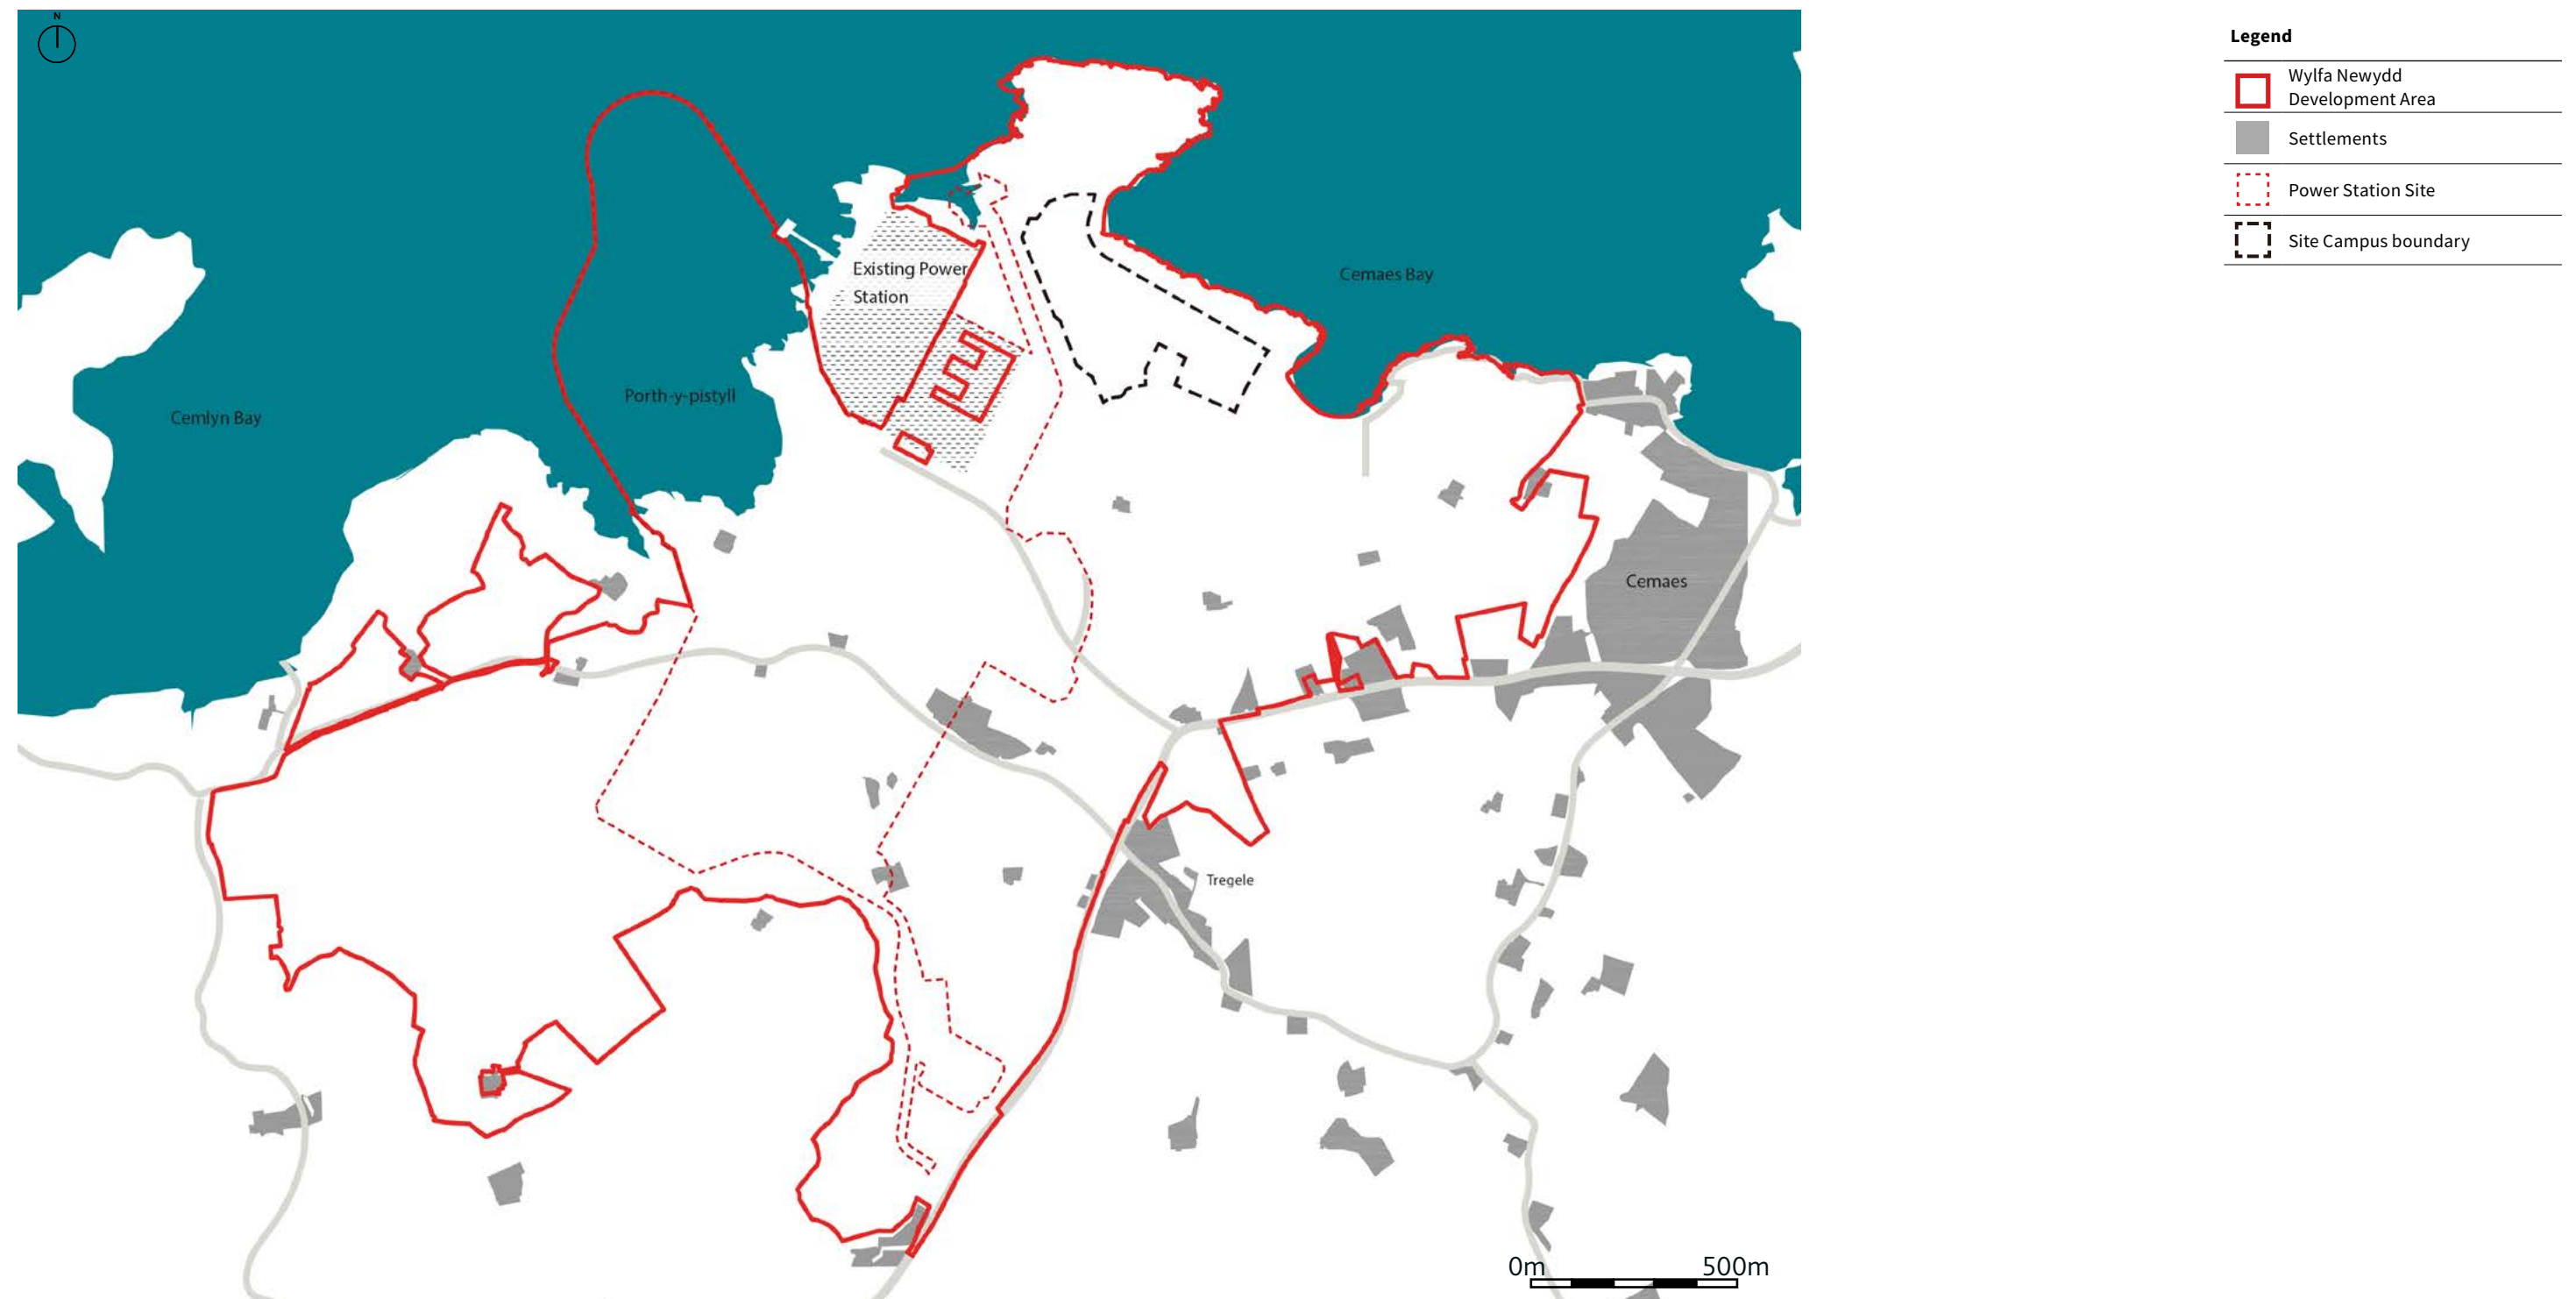 N
Legend
Wylfa Newydd
Development Area
Settlements
Power Station Site
Site Campus boundary
Existing Power
Station
Cemaes Bay
Porth-y-pistyll
Cemlyn Bay
Cemaes
Tregele
0m 500m